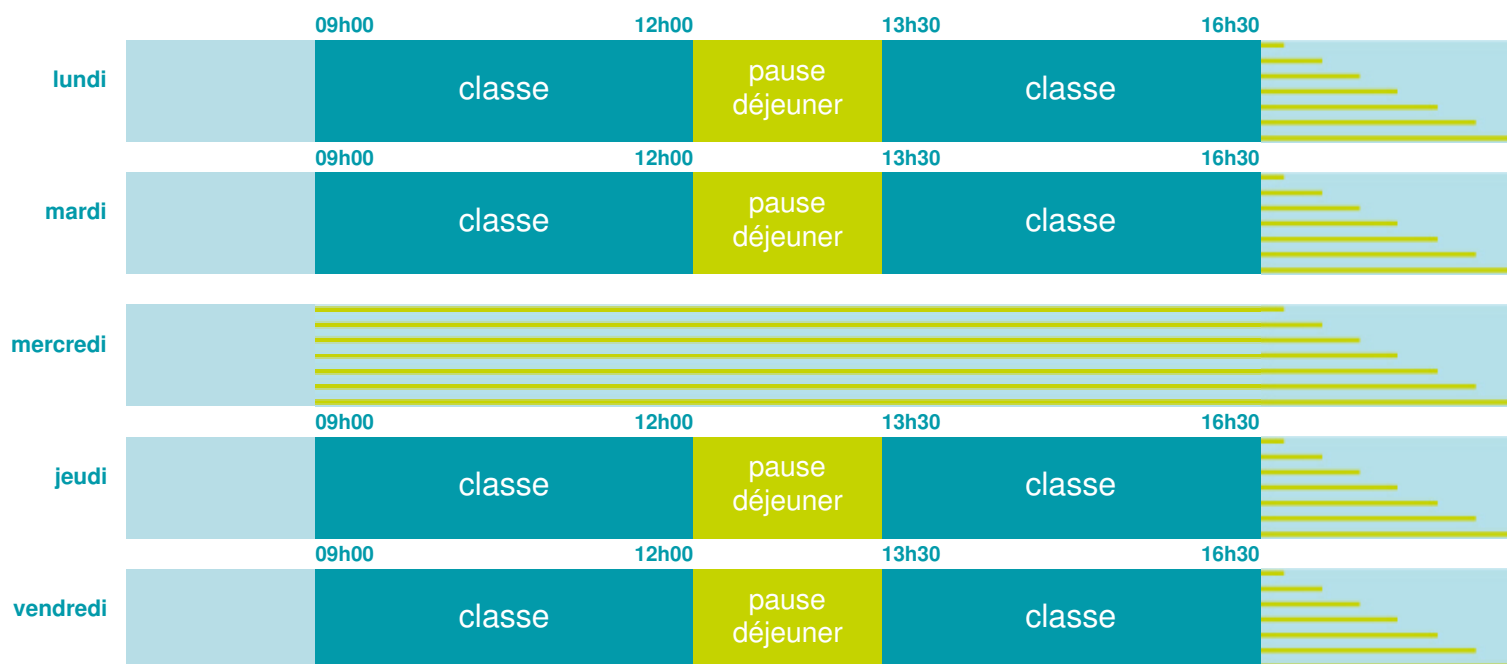 09h00 12h00 13h30 16h30
lundi classe pause déjeuner classe
09h00 12h00 13h30 16h30
mardi classe pause déjeuner classe
mercredi
09h00 12h00 13h30 16h30
jeudi classe pause déjeuner classe
09h00 12h00 13h30 16h30
vendredi classe pause déjeuner classe